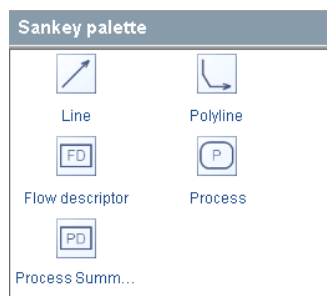 Sankey palette
Line
Polyline
FD
P
Flow descriptor
Process
PD
Process Summ...